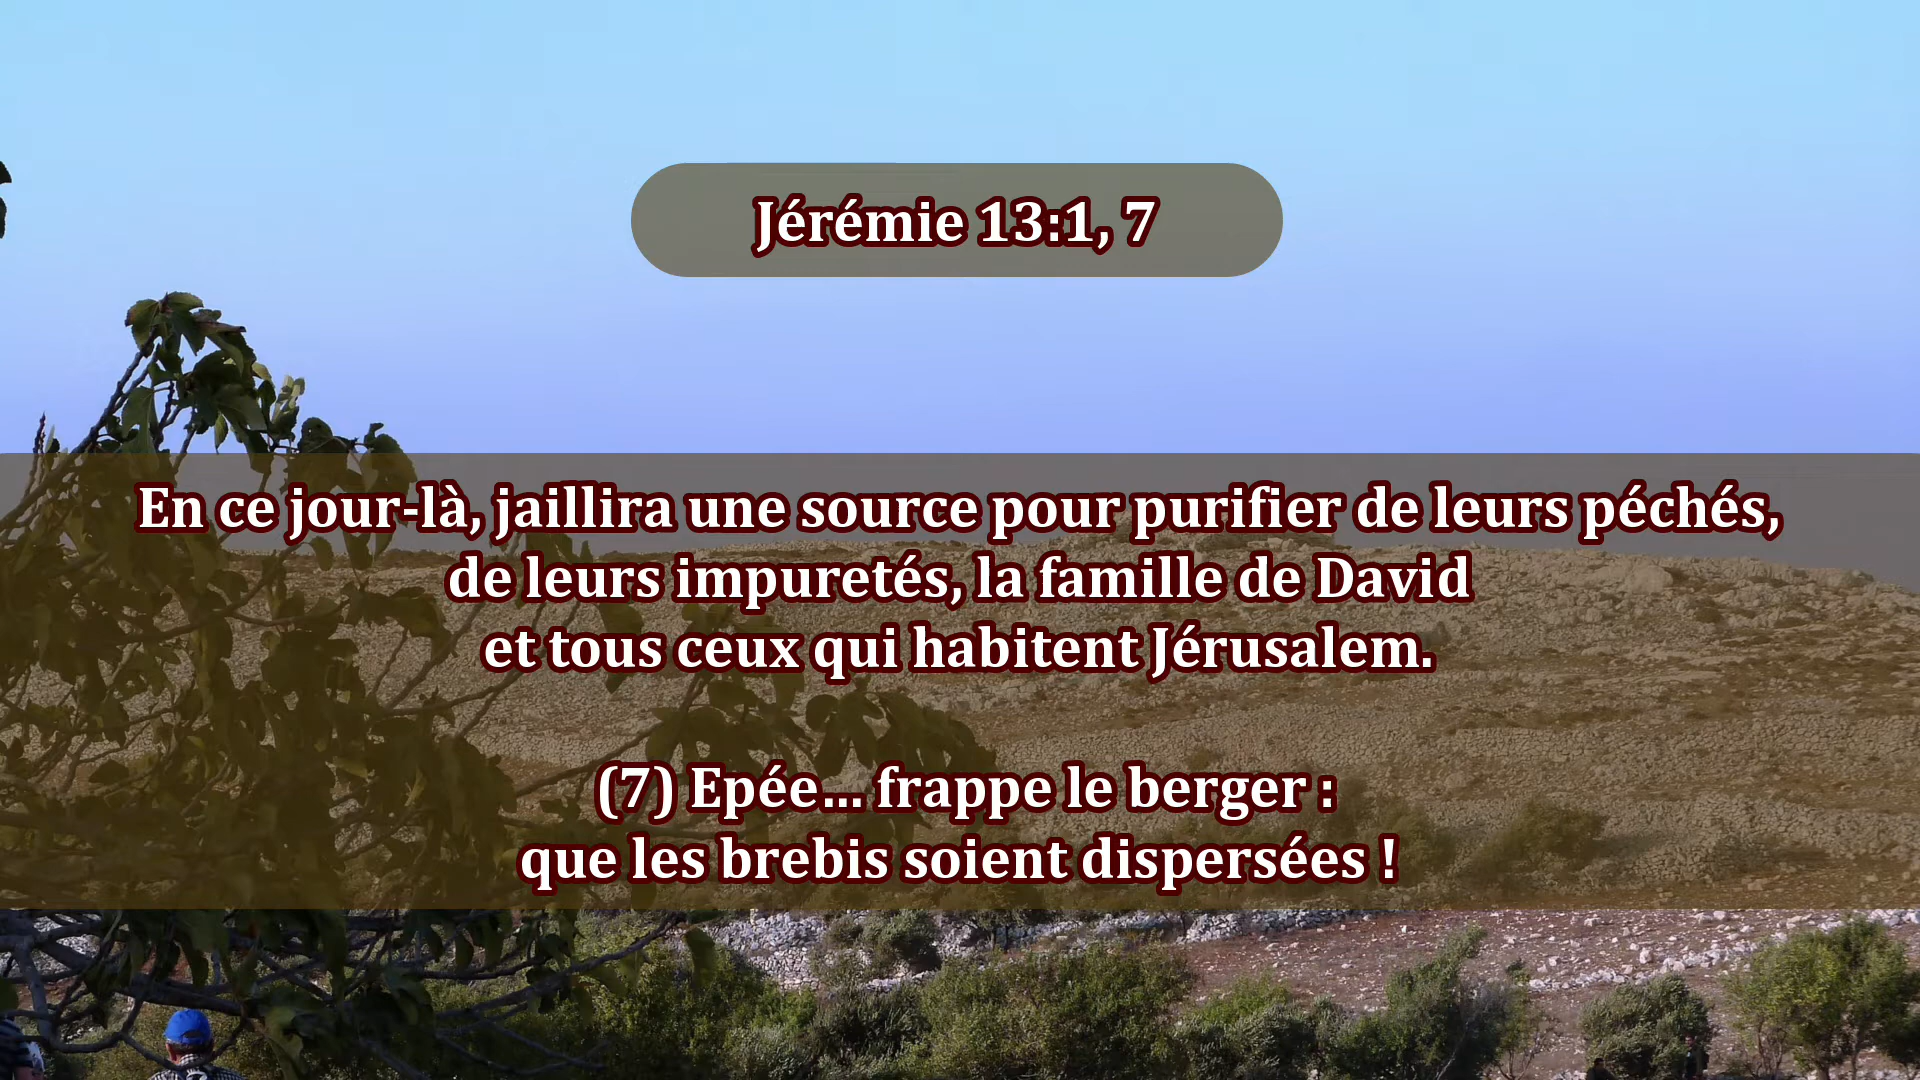 Jérémie 13:1, 7
En ce jour-là, jaillira une source pour purifier de leurs péchés,
de leurs impuretés, la famille de David
et tous ceux qui habitent Jérusalem.
(7) Epée... frappe le berger :
que les brebis soient dispersées !